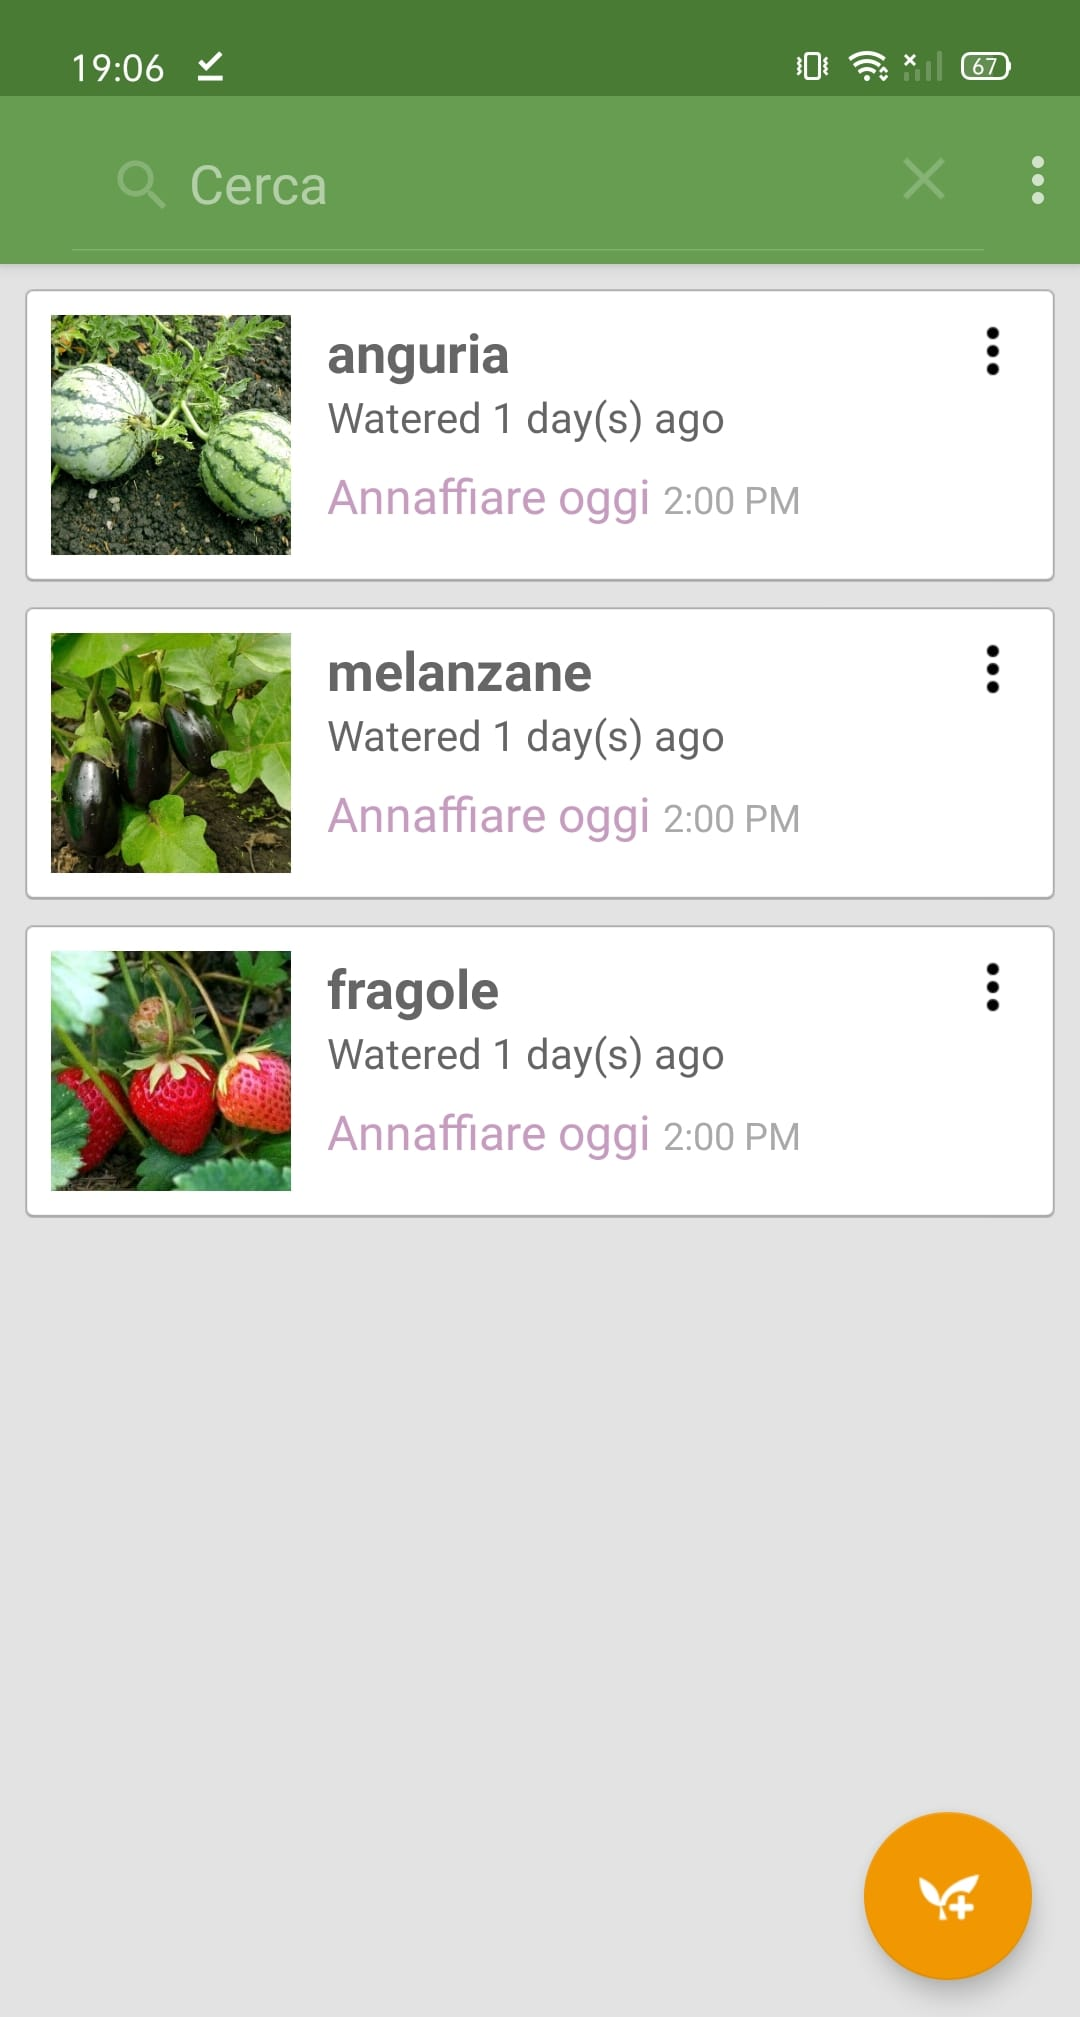 19:06
67
Cerca
anguria
Watered 1 day(s) ago
Annaffiare oggi 2:00 PM
melanzane
Watered 1 day(s) ago
Annaffiare oggi 2:00 PM
fragole
Watered 1 day(s) ago
Annaffiare oggi 2:00 PM